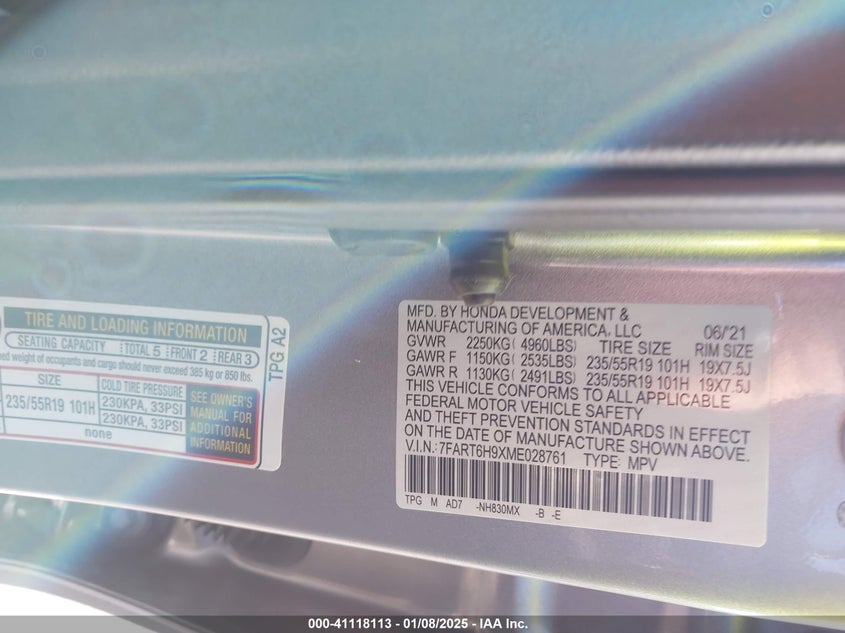 TIRE AND LOADING INFORMATION
SEATING CAPACITY TOTAL 5 FRONT 2 REAR 3
weight of occupants and cargo should never exceed 385 kg or 850 lbs.
SIZE COLD TIRE PRESSURE
235/55R19 101H 230KPA, 33PSI
230KPA, 33PSI
none
SEE OWNER'S
MANUAL FOR
ADDITIONAL
INFORMATION
TPG A2
MFD. BY HONDA DEVELOPMENT &
MANUFACTURING OF AMERICA, LLC 06/21
GVWR 2250KG( 4960LBS) TIRE SIZE RIM SIZE
GAWR F 1150KG( 2535LBS) 235/55R19 101H 19X7.5J
GAWR R 1130KG( 2491LBS) 235/55R19 101H 19X7.5J
THIS VEHICLE CONFORMS TO ALL APPLICABLE
FEDERAL MOTOR VEHICLE SAFETY
AND THEFT PREVENTION STANDARDS IN EFFECT
ON THE DATE OF MANUFACTURE SHOWN ABOVE.
V.I.N.: 7FART6H9XME028761 TYPE: MPV
TPG M AD7 -NH830MX -B -E
000-41118113 - 01/08/2025 - IAA Inc.